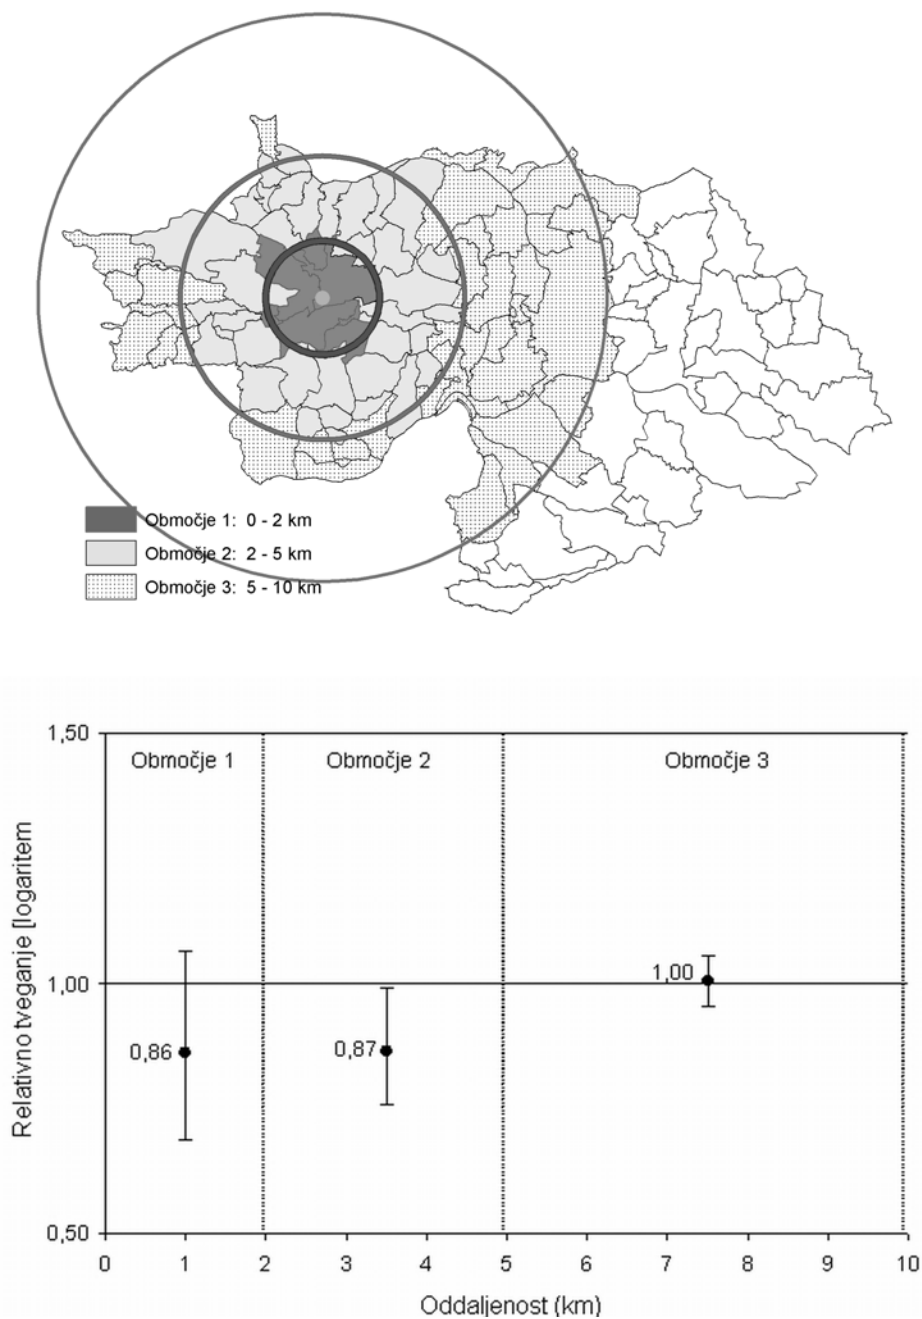 Območje 1: 0 - 2 km
Območje 2: 2 - 5 km
Območje 3: 5 - 10 km
1,50
Območje 1
Območje 2
Območje 3
Relativno tveganje [logaritem
1,00
1,00
0,86
0,87
0,50
0 1 2 3 4 5 6 7 8 9 10
Oddaljenost (km)